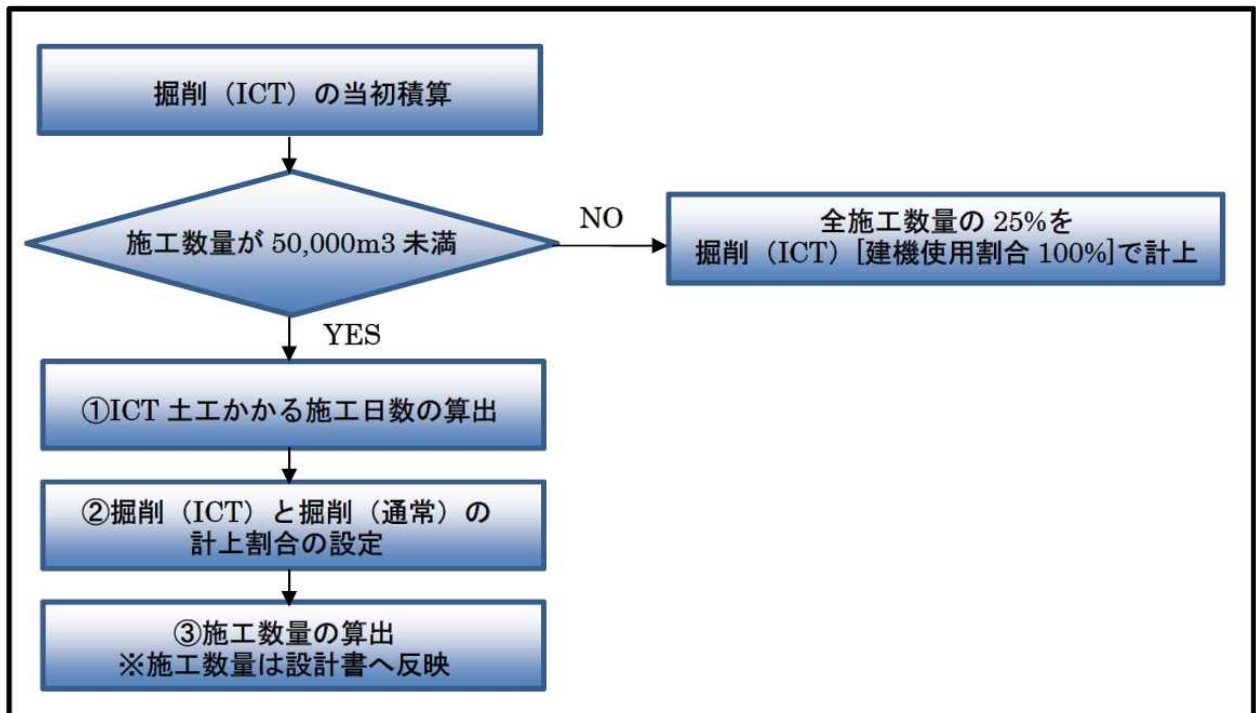 掘削（ICT）の当初積算
施工数量が 50,000m3 未満
NO
全施工数量の 25%を
掘削（ICT）[建機使用割合 100%]で計上
YES
①ICT 土工かかる施工日数の算出
②掘削（ICT）と掘削（通常）の
計上割合の設定
③施工数量の算出
※施工数量は設計書へ反映